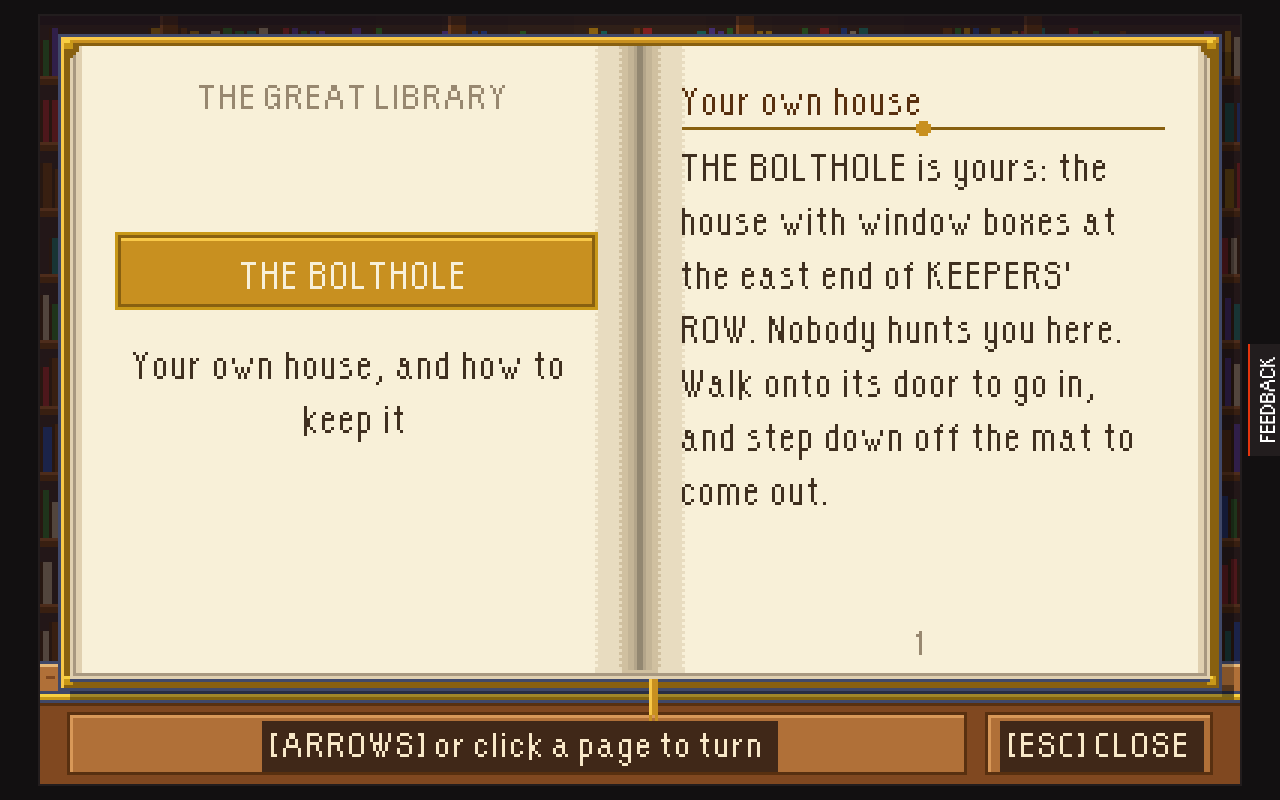 THE GREAT LIBRARY
THE BOLTHOLE
Your own house, and how to
keep it
Your own house
THE BOLTHOLE is yours: the
house with window boxes at
the east end of KEEPERS'
ROW. Nobody hunts you here.
Walk onto its door to go in,
and step down off the mat to
come out.
1
[ARROWS] or click a page to turn
[ESC] CLOSE
FEEDBACK